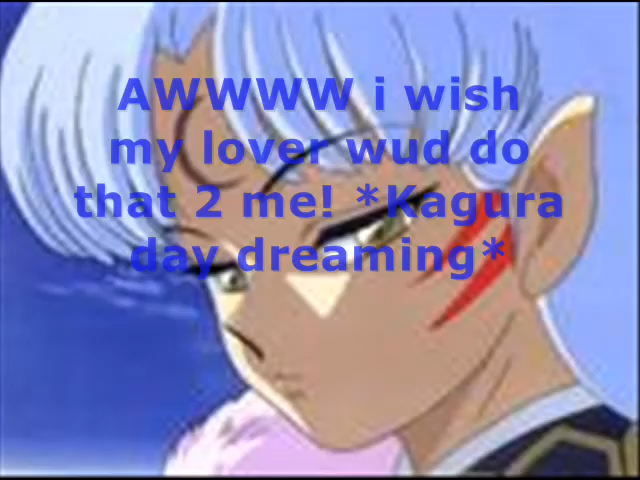 AWWWW i wish
my lover wud do
that 2 me! *Kagura
day dreaming*